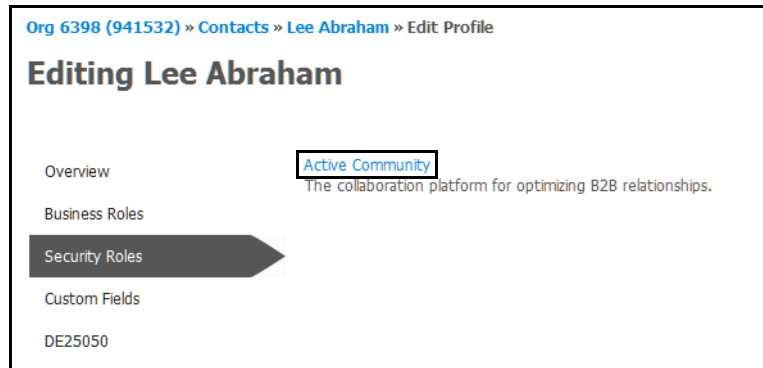 Org 6398 (941532) » Contacts » Lee Abraham » Edit Profile
Editing Lee Abraham
Overview
Business Roles
Security Roles
Custom Fields
DE25050
Active Community
The collaboration platform for optimizing B2B relationships.